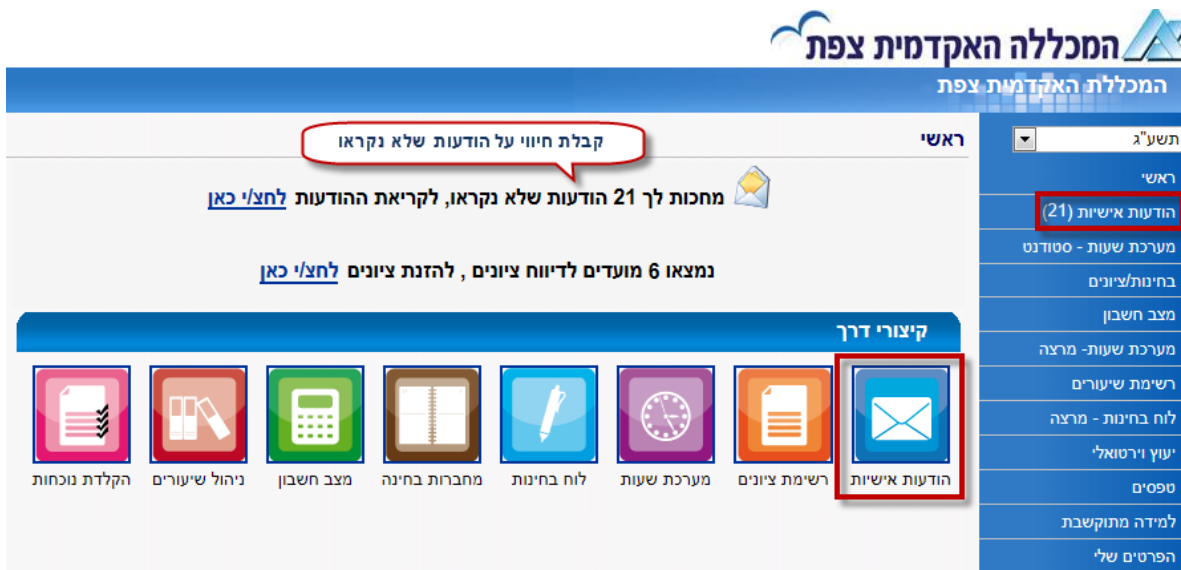 המכללה האקדמית צפת
המכללת האקדמית צפת
תשע"ג
ראשי
הודעות אישיות (21)
מערכת שעות - סטודנט
בחינות/ציונים
מצב חשבון
מערכת שעות- מרצה
רשימת שיעורים
לוח בחינות - מרצה
יעוץ וירטואלי
טפסים
למידה מתוקשבת
הפרטים שלי
ראשי
קבלת חיווי על הודעות שלא נקראו
מחכות לך 21 הודעות שלא נקראו, לקריאת ההודעות לחצ/י כאן
נמצאו 6 מועדים לדיווח ציונים , להזנת ציונים לחצ/י כאן
קיצורי דרך
הודעות אישיות
רשימת ציונים
מערכת שעות
לוח בחינות
מחברות בחינה
מצב חשבון
ניהול שיעורים
הקלדת נוכחות